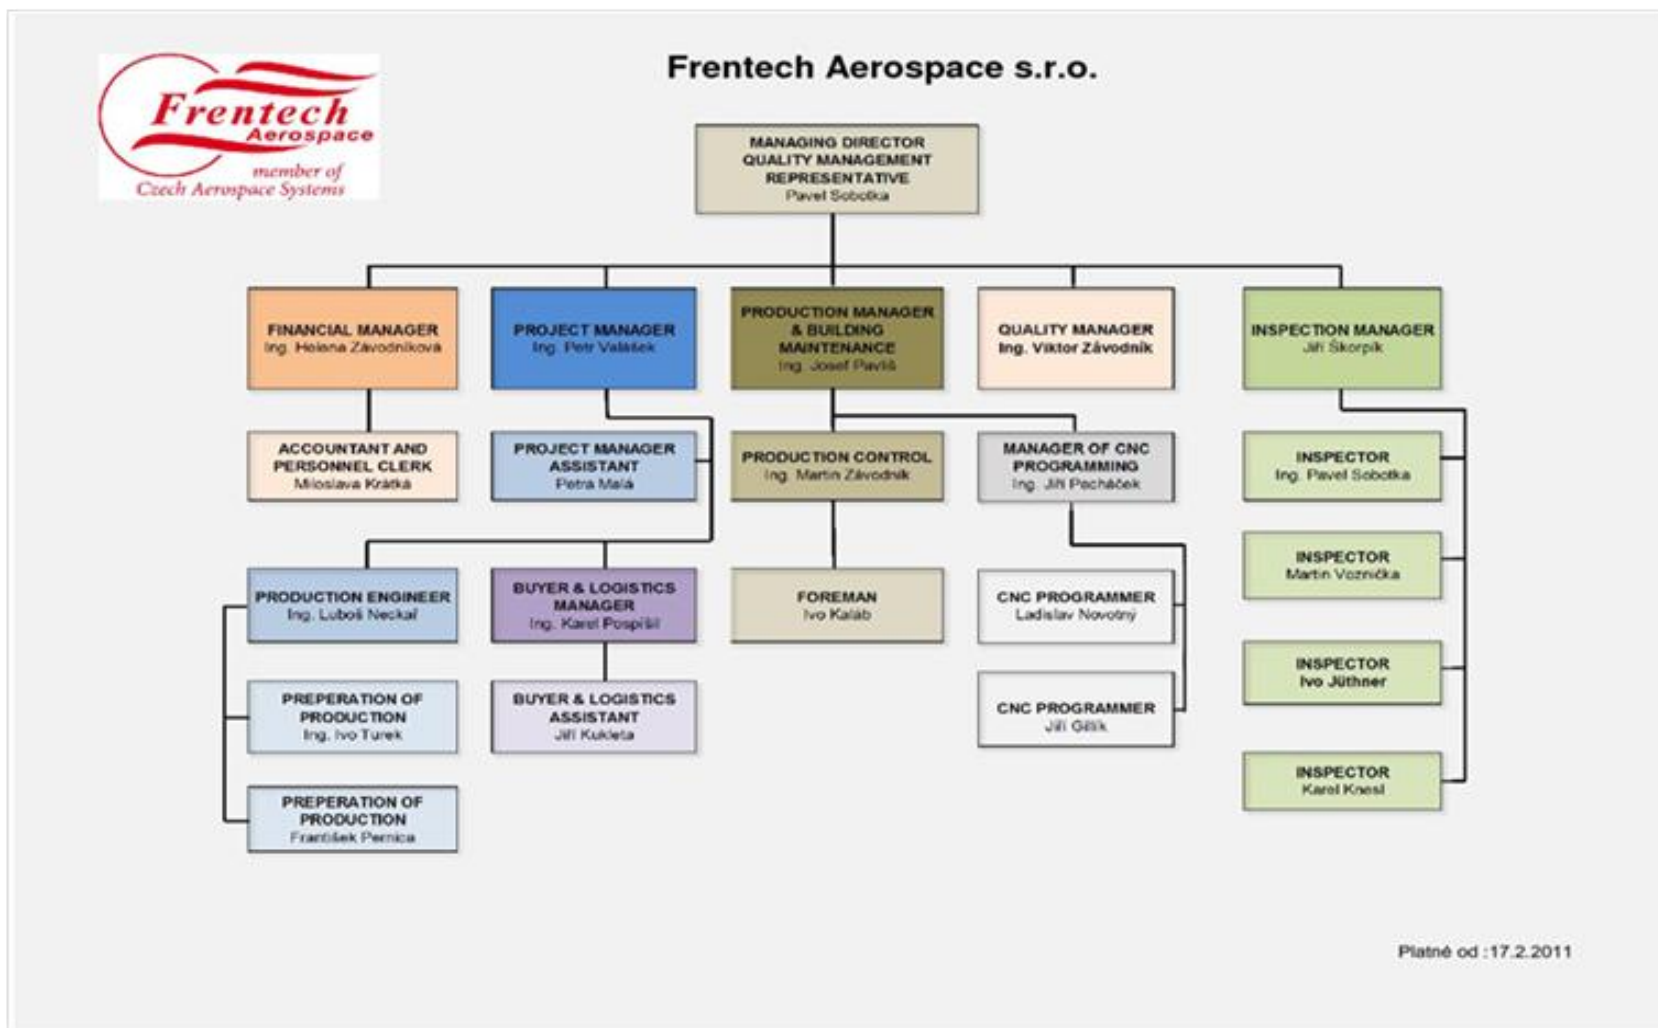 Frentech Aerospace s.r.o.
Frentech
Aerospace
member of
Czech Aerospace Systems
MANAGING DIRECTOR
QUALITY MANAGEMENT
REPRESENTATIVE
Pavel Sobotka
FINANCIAL MANAGER
Ing. Helena Závodníková
PROJECT MANAGER
Ing. Petr Valášek
PRODUCTION MANAGER
& BUILDING
MAINTENANCE
Ing. Josef Pavliš
QUALITY MANAGER
Ing. Viktor Závodník
INSPECTION MANAGER
Jiří Škorpík
ACCOUNTANT AND
PERSONNEL CLERK
Miloslava Krátká
PROJECT MANAGER
ASSISTANT
Petra Malá
PRODUCTION CONTROL
Ing. Martin Závodník
MANAGER OF CNC
PROGRAMMING
Ing. Jiří Pecháček
INSPECTOR
Ing. Pavel Sobotka
INSPECTOR
Martin Voznička
PRODUCTION ENGINEER
Ing. Luboš Neckař
BUYER & LOGISTICS
MANAGER
Ing. Karel Pospíšil
FOREMAN
Ivo Kaláb
CNC PROGRAMMER
Ladislav Novotný
INSPECTOR
Ivo Jüthner
PREPERATION OF
PRODUCTION
Ing. Ivo Turek
BUYER & LOGISTICS
ASSISTANT
Jiří Kukleta
CNC PROGRAMMER
Jiří
INSPECTOR
Karel Knesl
PREPERATION OF
PRODUCTION
František Pernica
Platné od :17.2.2011